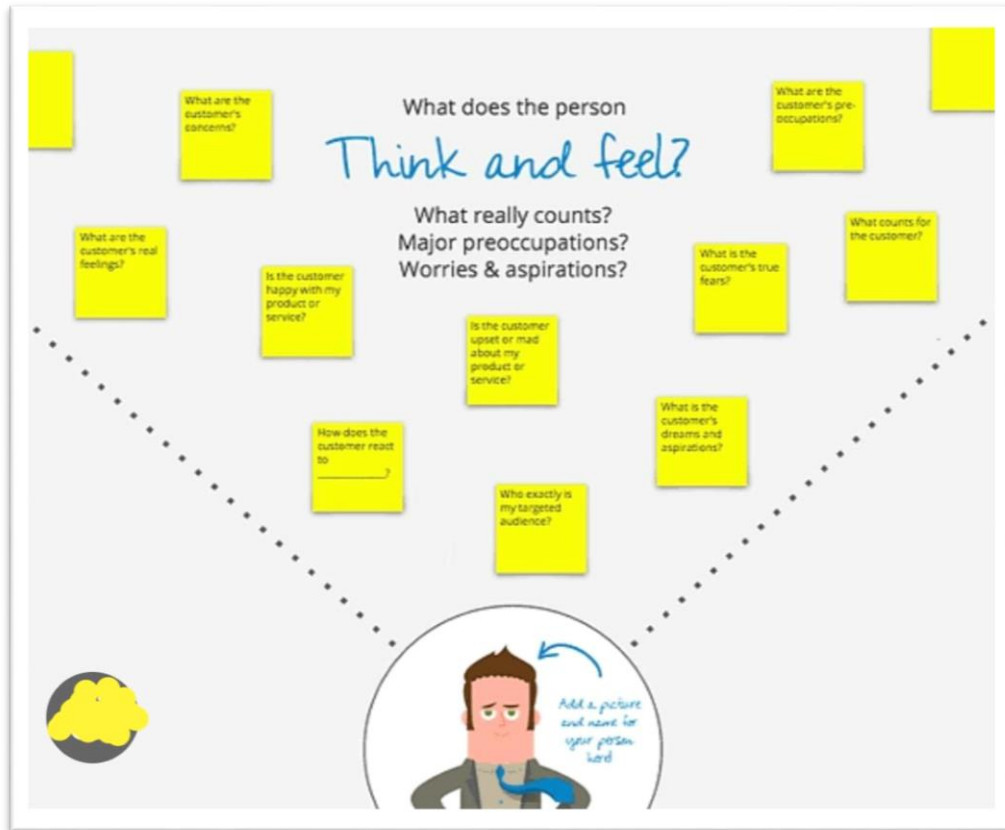 What does the person
Think and feel?
What really counts?
Major preoccupations?
Worries & aspirations?
What are the
customer's
concerns?
What are the
customer's pre-
occupations?
What are the
customer's real
feelings?
Is the customer
happy with my
product or
service?
What is the
customer's true
fears?
What counts for
the customer?
Is the customer
upset or mad
about my
product or
service?
How does the
customer react
to
____________?
What is the
customer's
dreams and
aspirations?
Who exactly is
my targeted
audience?
Add a picture
and name for
your person
here!